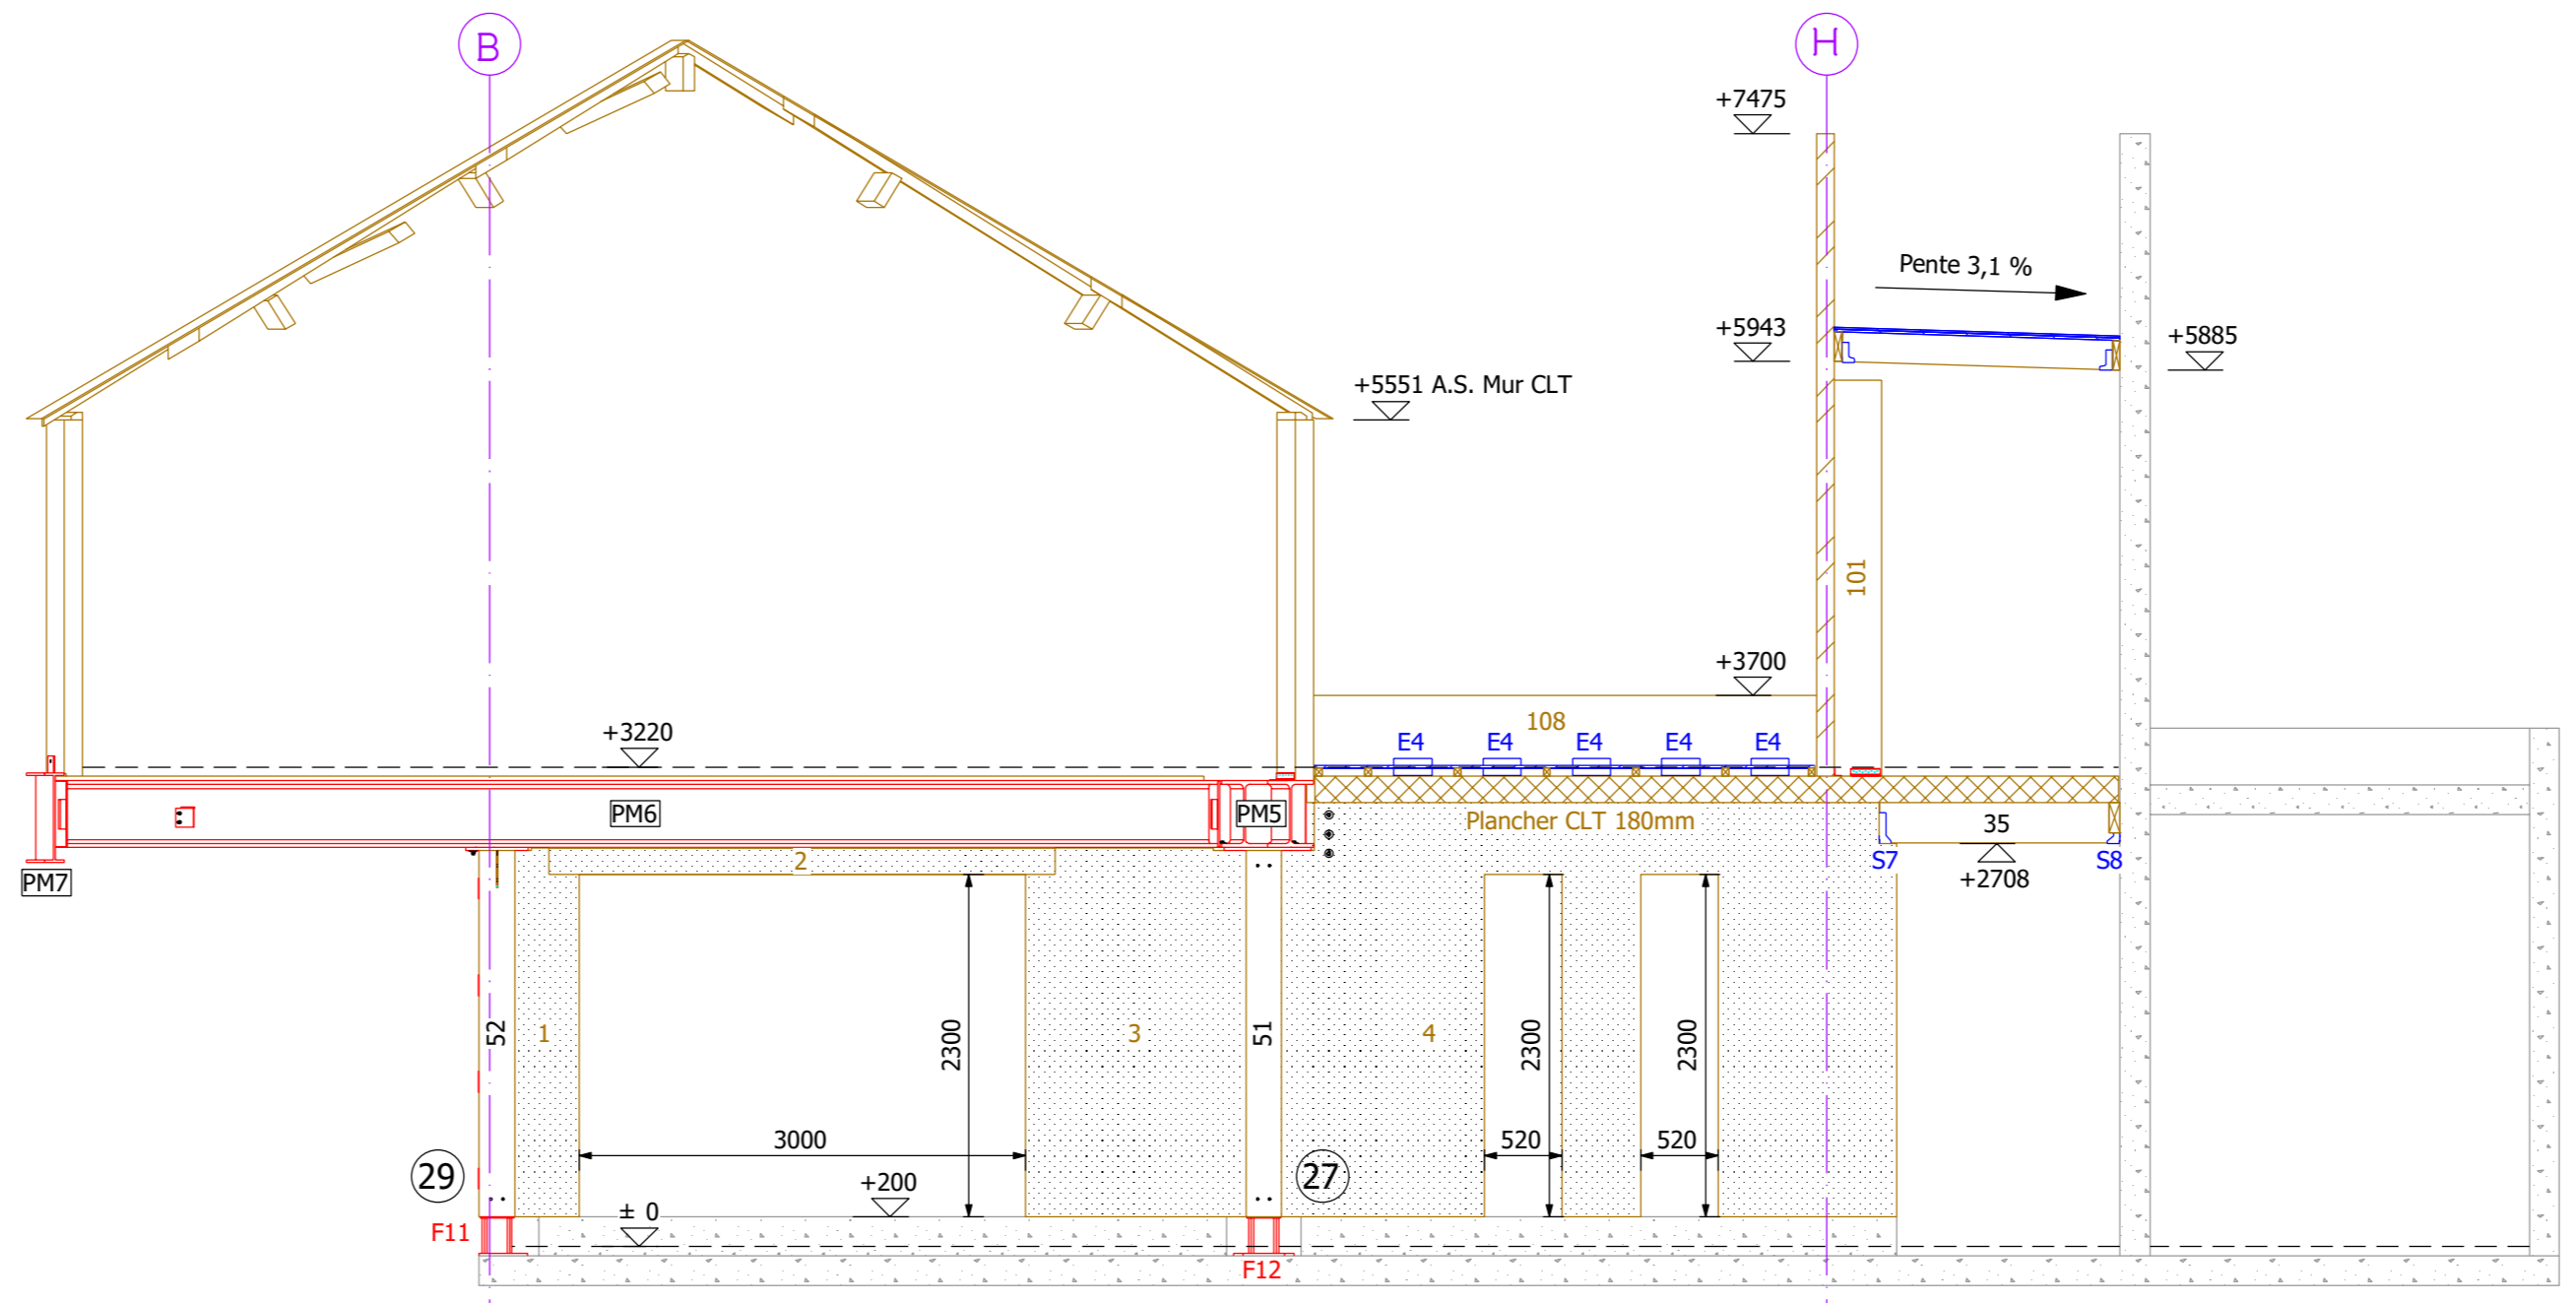 B
H
+7475
Pente 3,1 %
+5943
+5885
+5551 A.S. Mur CLT
101
+3700
108
+3220
E4 E4 E4 E4 E4
PM6
PM5
Plancher CLT 180mm
35
2
S7
S8
PM7
+2708
52
1
2300
3
51
4
2300
2300
3000
520
520
29
27
+200
± 0
F11
F12